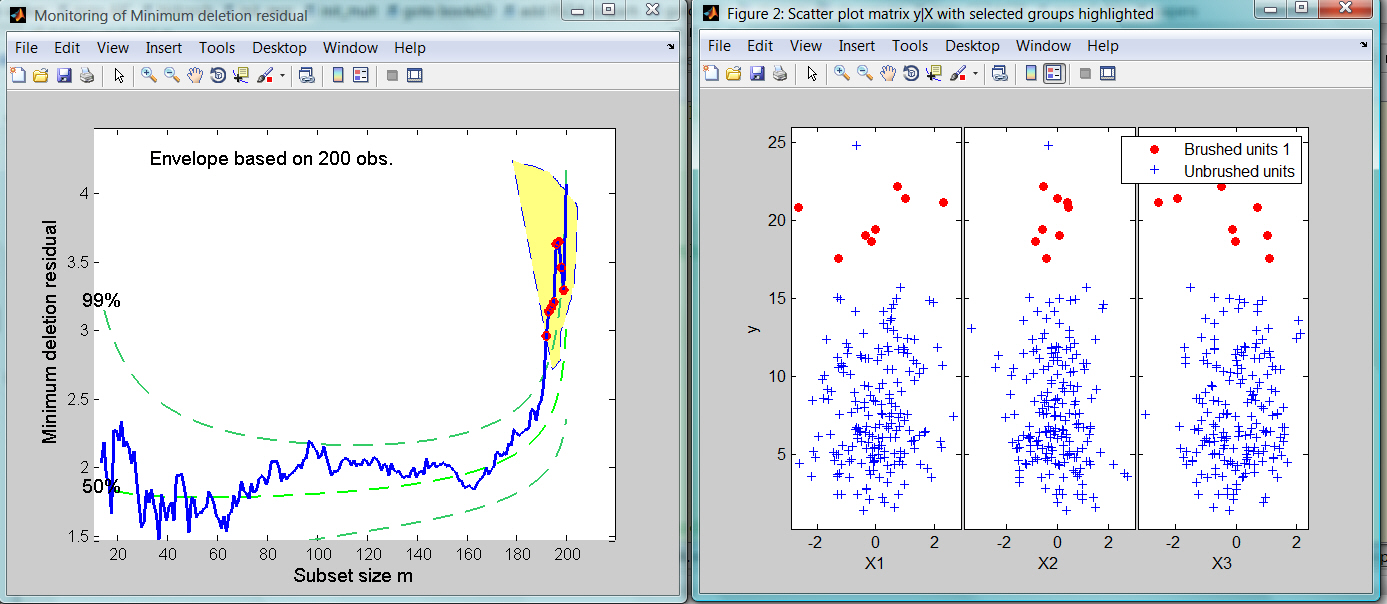 Monitoring of Minimum deletion residual
File Edit View Insert Tools Desktop Window Help
Envelope based on 200 obs.
Minimum deletion residual
4
3.5
99%
3
2.5
2
50%
1.5
20 40 60 80 100 120 140 160 180 200
Subset size m
Figure 2: Scatter plot matrix y|X with selected groups highlighted
File Edit View Insert Tools Desktop Window Help
Brushed units 1
Unbrushed units
y
25
20
15
10
5
-2 0 2 -2 0 2 -2 0 2
X1 X2 X3